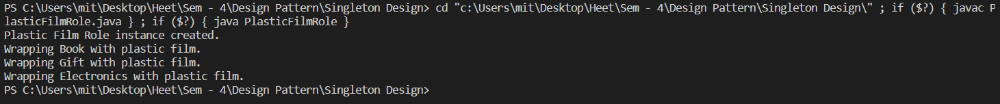 PS C:\Users\mit\Desktop\Heet\Sem - 4\Design Pattern\Singleton Design> cd "c:\Users\mit\Desktop\Heet\Sem - 4\Design Pattern\Singleton Design\" ; if ($?) { javac P
lasticFilmRole.java } ; if ($?) { java PlasticFilmRole }
Plastic Film Role instance created.
Wrapping Book with plastic film.
Wrapping Gift with plastic film.
Wrapping Electronics with plastic film.
PS C:\Users\mit\Desktop\Heet\Sem - 4\Design Pattern\Singleton Design>